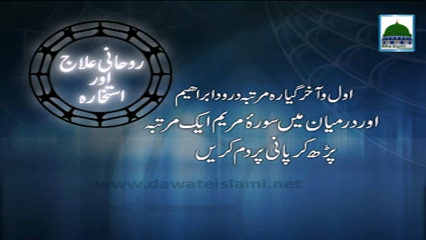 روحانی علاج
اور
استخارہ
اول و آخر گیارہ مرتبہ درود ابراھیم
اور درمیان میں سورۂ مریم ایک مرتبہ
پڑھ کر پانی پر دم کریں
www.dawateislami.net